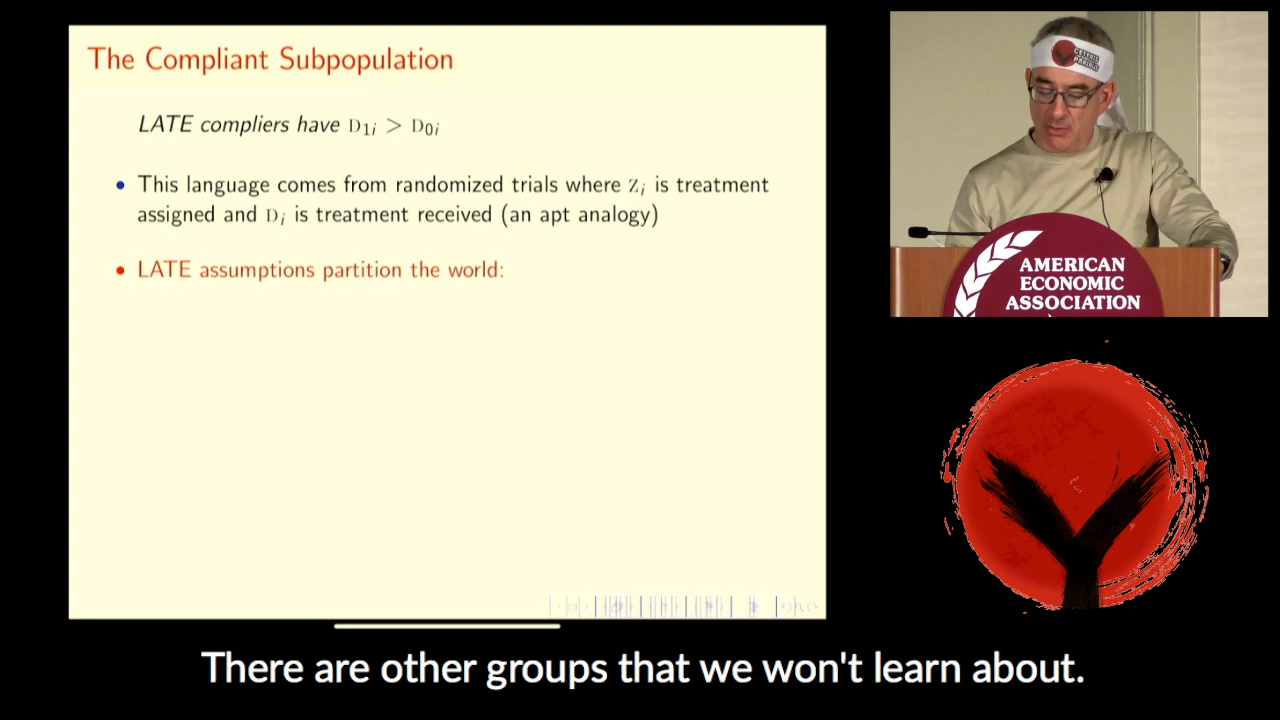 The Compliant Subpopulation
LATE compliers have D1i > D0i
• This language comes from randomized trials where Zi is treatment
assigned and Di is treatment received (an apt analogy)
• LATE assumptions partition the world:
CETERIS
PARIBUS
AMERICAN
ECONOMIC
ASSOCIATION
There are other groups that we won't learn about.